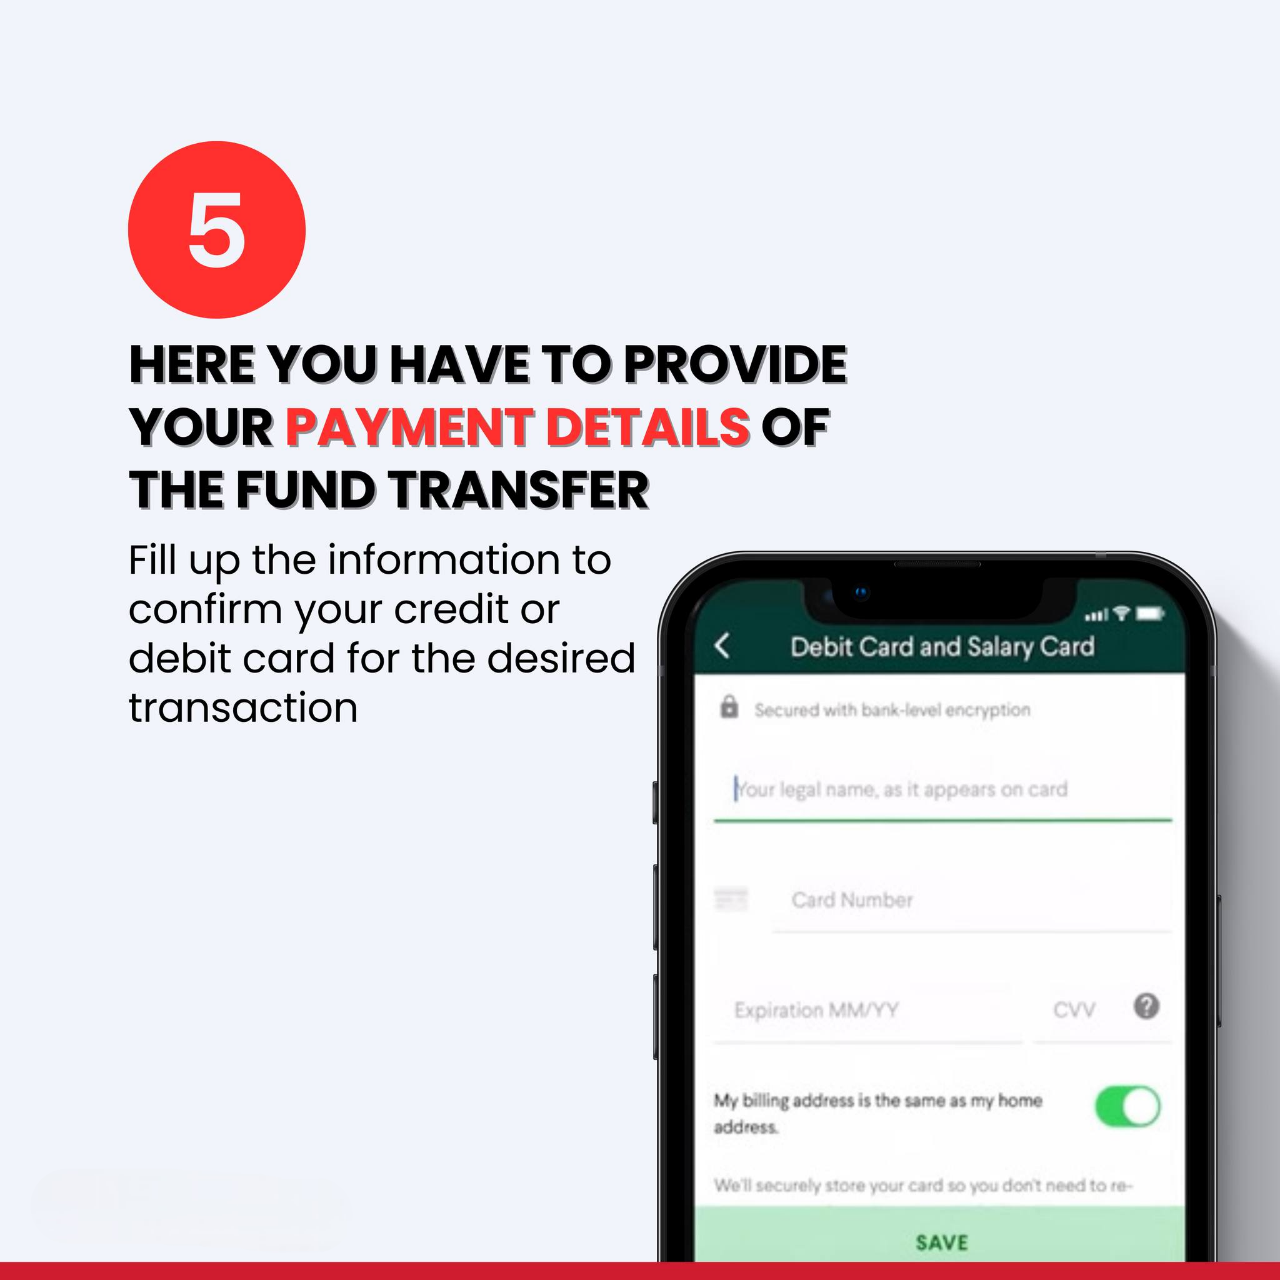 5
HERE YOU HAVE TO PROVIDE
YOUR PAYMENT DETAILS OF
THE FUND TRANSFER
Fill up the information to
confirm your credit or
debit card for the desired
transaction
Debit Card and Salary Card
Secured with bank-level encryption
Your legal name, as it appears on card
Card Number
Expiration MM/YY CVV ?
My billing address is the same as my home
address.
We'll securely store your card so you don't need to re-
SAVE